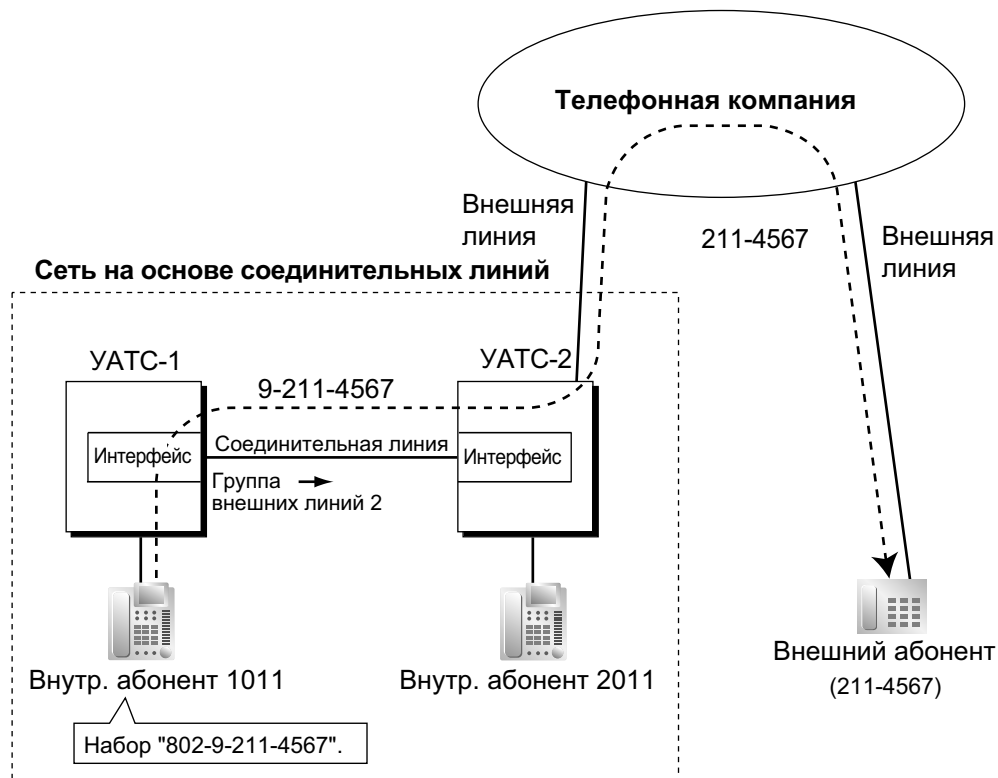 Телефонная компания
Внешняя
линия
211-4567
Внешняя
линия
Сеть на основе соединительных линий
УАТС-1
УАТС-2
9-211-4567
Интерфейс
Соединительная линия
Интерфейс
Группа
внешних линий 2
Внутр. абонент 1011
Внутр. абонент 2011
Внешний абонент
(211-4567)
Набор "802-9-211-4567".